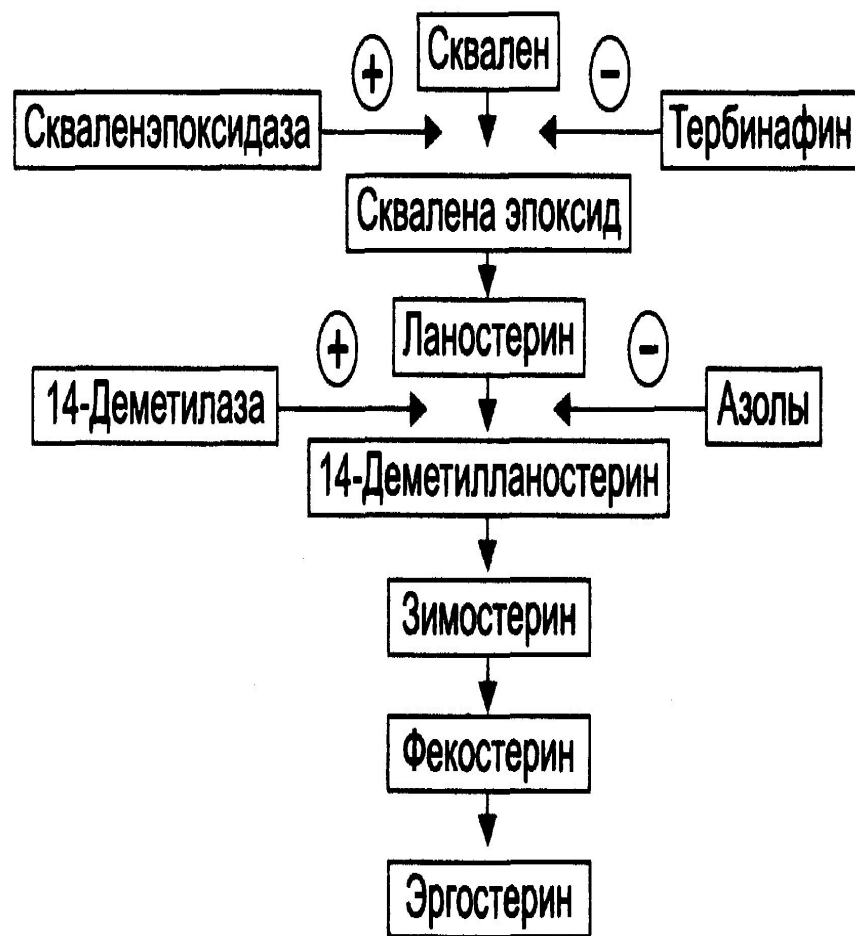 Сквален
+
−
Скваленэпоксидаза
Тербинафин
Сквалена эпоксид
Ланостерин
+
−
14-Деметилаза
Азолы
14-Деметилланостерин
Зимостерин
Фекостерин
Эргостерин